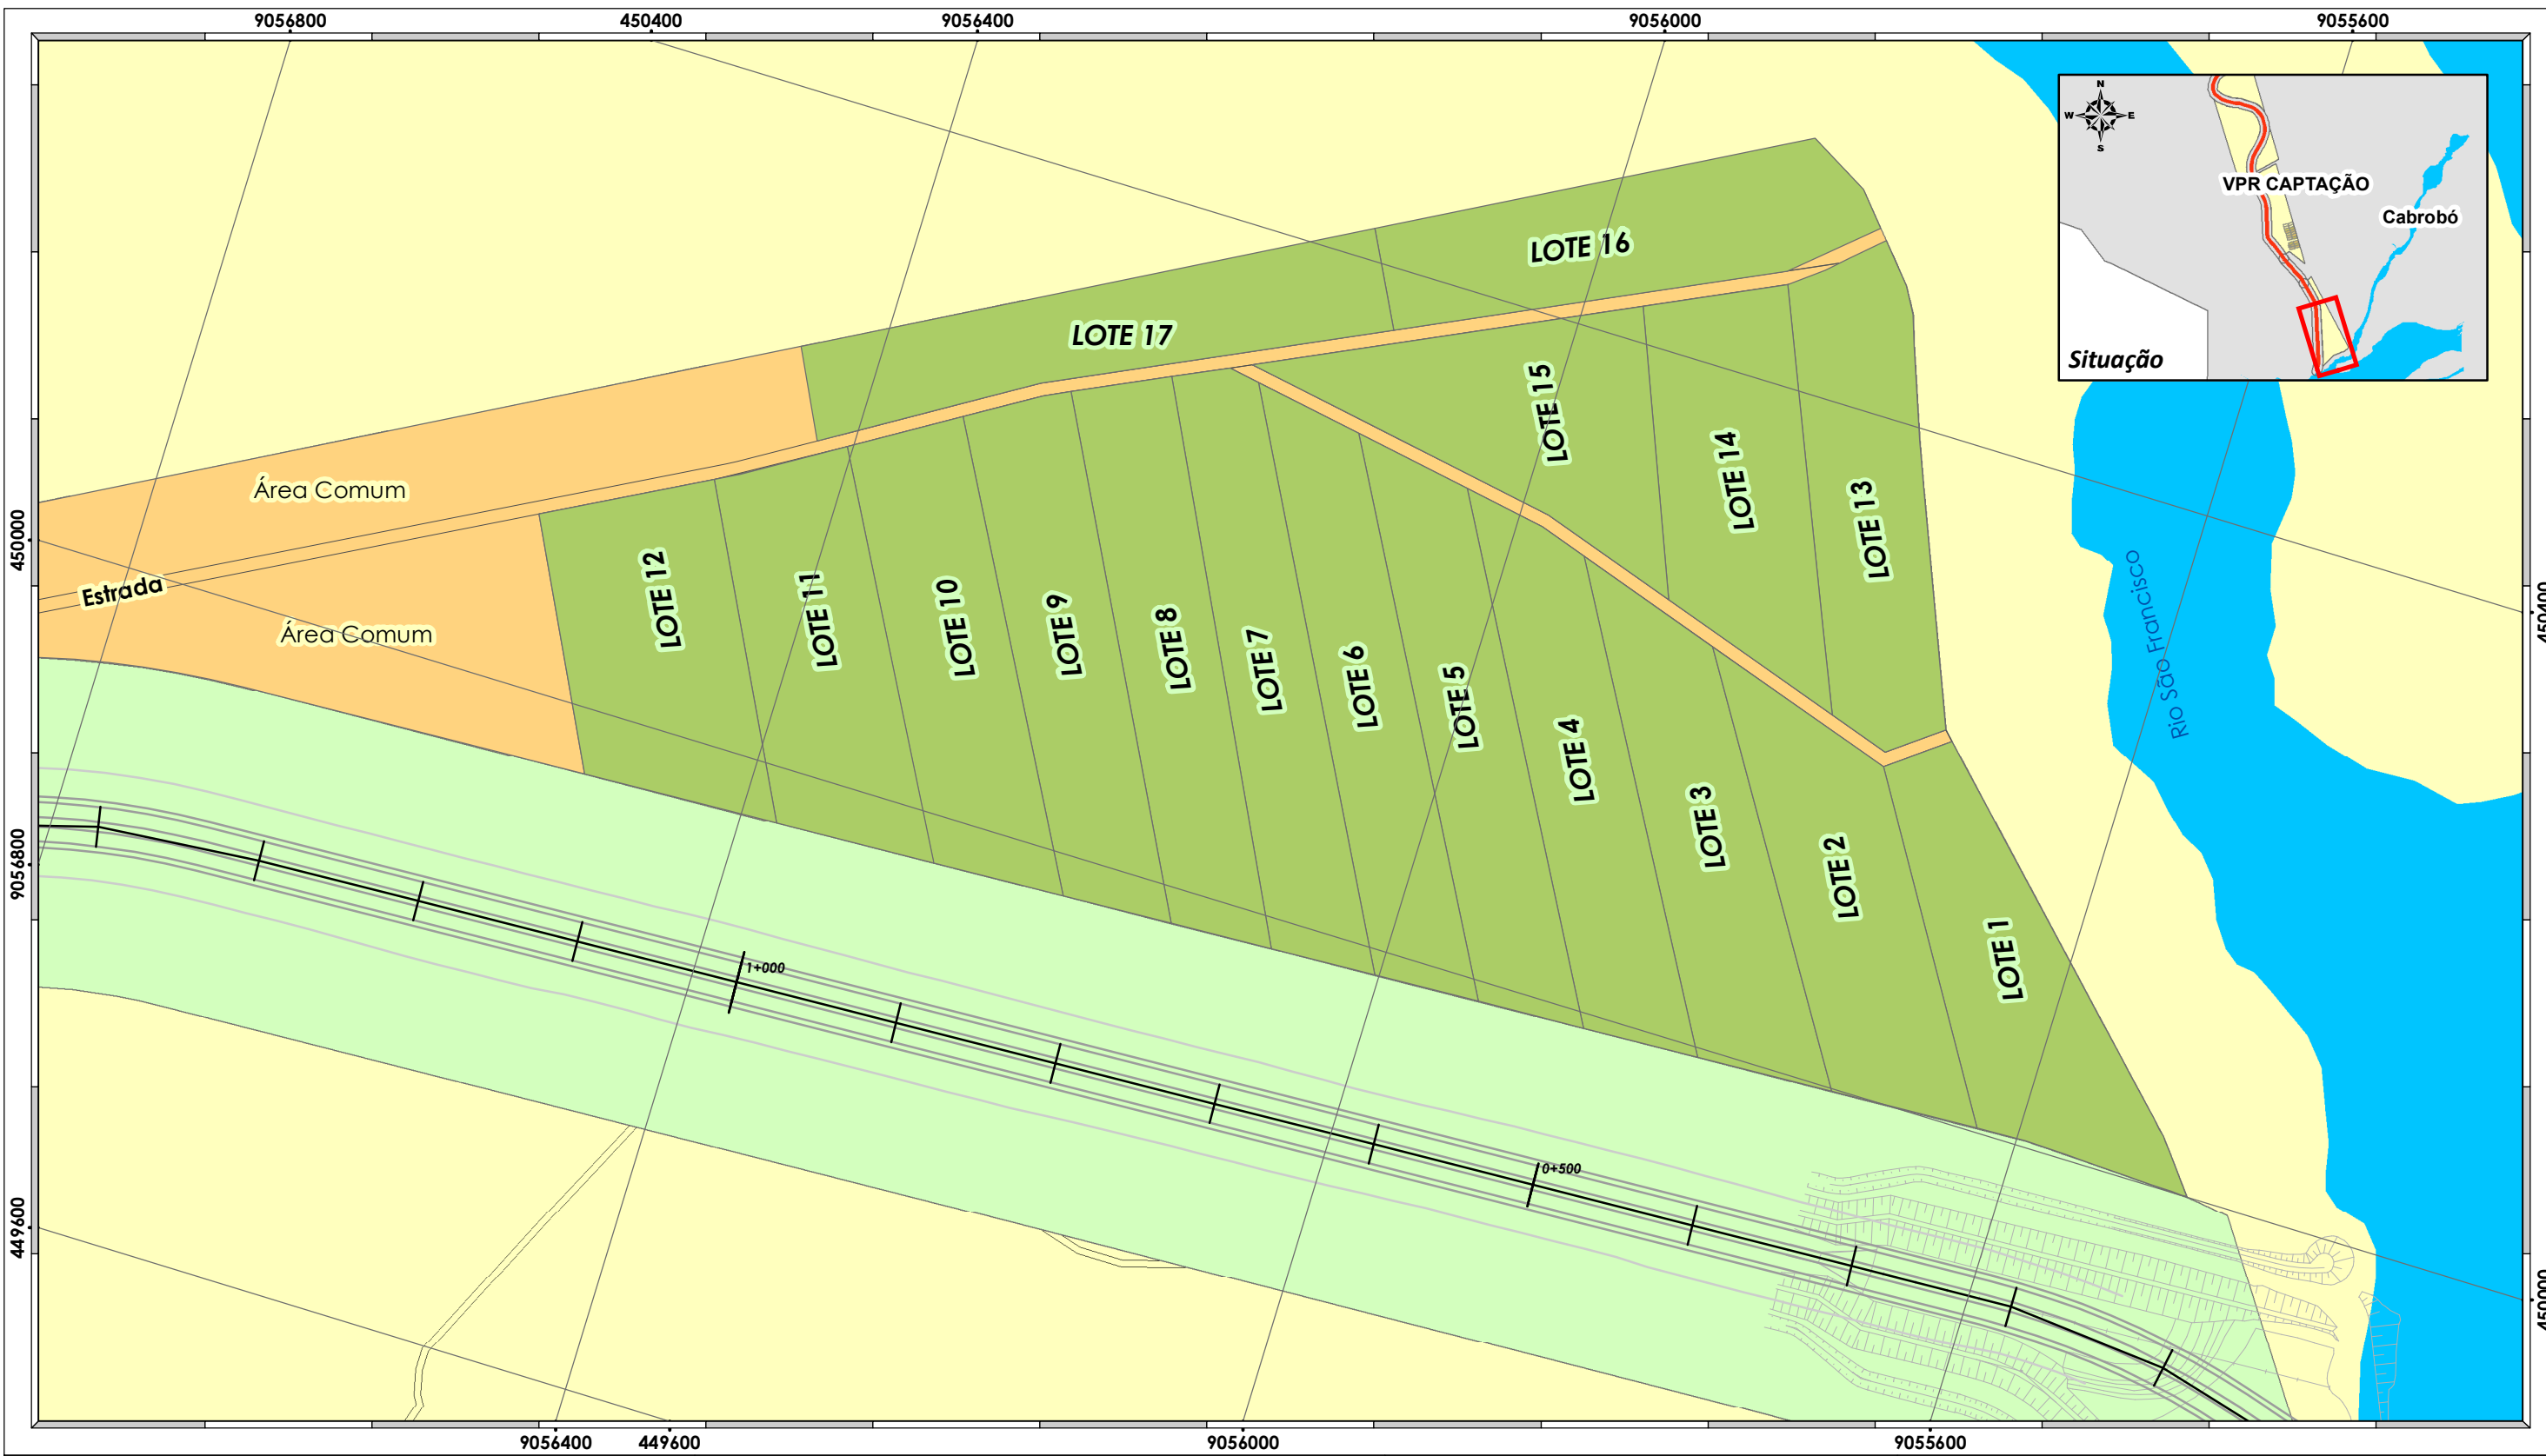 9056800
450400
9056400
9056000
9055600
N
W
E
S
VPR CAPTAÇÃO
Cabrobó
Situação
LOTE 16
LOTE 17
LOTE 15
LOTE 14
LOTE 13
Área Comum
450000
Estrada
Área Comum
LOTE 12
LOTE 11
LOTE 10
LOTE 9
LOTE 8
LOTE 7
LOTE 6
LOTE 5
LOTE 4
LOTE 3
LOTE 2
LOTE 1
Rio São Francisco
450400
9056800
1+000
0+500
449600
450000
9056400
449600
9056000
9055600